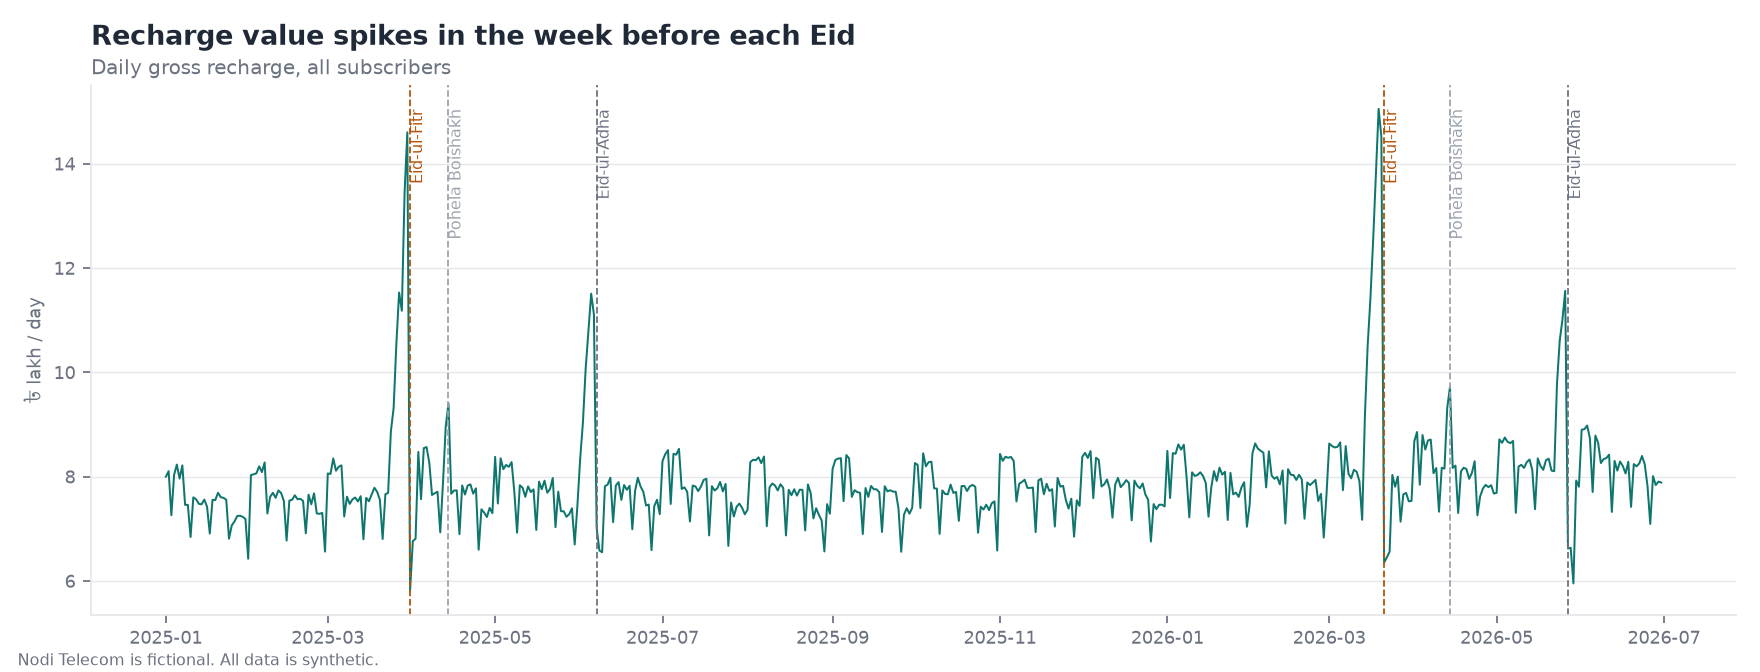 Recharge value spikes in the week before each Eid
Daily gross recharge, all subscribers
Eid-ul-Fitr
Pohela Boishakh
Eid-ul-Adha
Eid-ul-Fitr
Pohela Boishakh
Eid-ul-Adha
৳ lakh / day
14
12
10
8
6
2025-01
2025-03
2025-05
2025-07
2025-09
2025-11
2026-01
2026-03
2026-05
2026-07
Nodi Telecom is fictional. All data is synthetic.